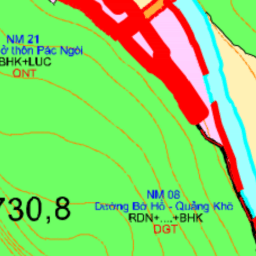 NM 21
ở thôn Pác Ngòi
BHK+LUC
ONT
NM 08
Đường Bờ Hồ - Quảng Khê
RDN+....+BHK
DGT
730,8